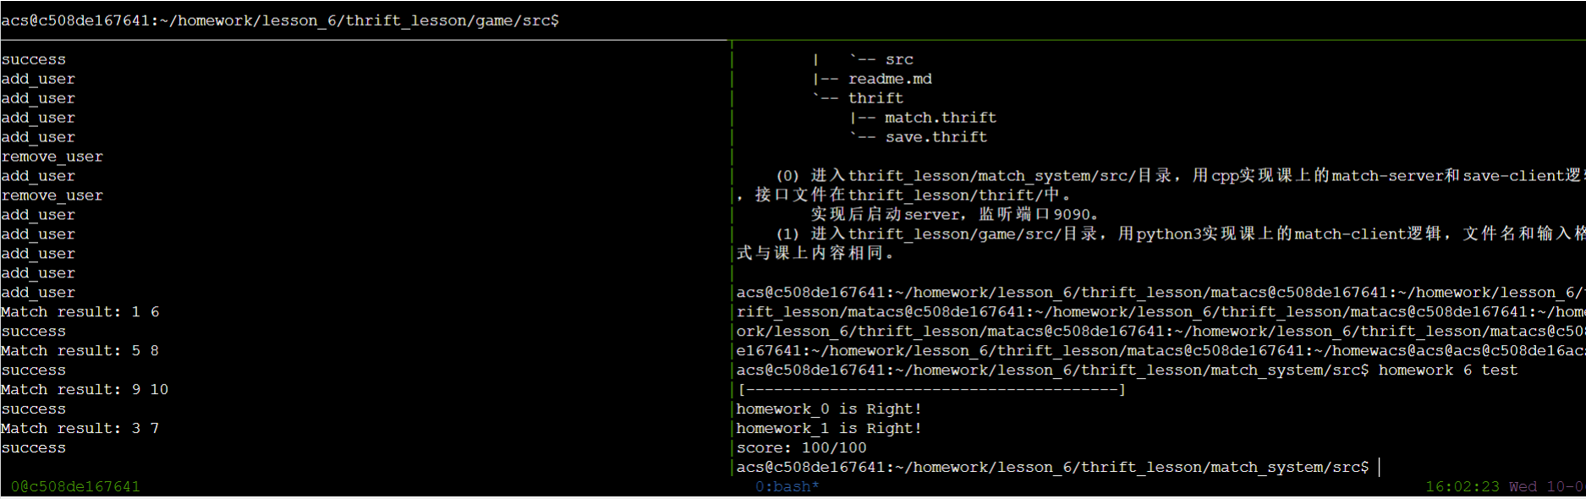 acs@c508de167641:~/homework/lesson_6/thrift_lesson/game/src$
success
add_user
add_user
add_user
add_user
remove_user
add_user
remove_user
add_user
add_user
add_user
add_user
add_user
Match result: 1 6
success
Match result: 5 8
success
Match result: 9 10
success
Match result: 3 7
success
|   `-- src
|-- readme.md
`-- thrift
|-- match.thrift
`-- save.thrift
(0) 进入thrift_lesson/match_system/src/目录，用cpp实现课上的match-server和save-client逻
，接口文件在thrift_lesson/thrift/中。
实现后启动server，监听端口9090。
(1) 进入thrift_lesson/game/src/目录，用python3实现课上的match-client逻辑，文件名和输入格
式与课上内容相同。
acs@c508de167641:~/homework/lesson_6/thrift_lesson/matacs@c508de167641:~/homework/lesson_6/
rift_lesson/matacs@c508de167641:~/homework/lesson_6/thrift_lesson/matacs@c508de167641:~/
ork/lesson_6/thrift_lesson/matacs@c508de167641:~/homework/lesson_6/thrift_lesson/matacs@
e167641:~/homework/lesson_6/thrift_lesson/matacs@c508de167641:~/homewacs@acs@acs@c508de16acs
acs@c508de167641:~/homework/lesson_6/thrift_lesson/match_system/src$ homework 6 test
[----------------------------------------]
homework_0 is Right!
homework_1 is Right!
score: 100/100
acs@c508de167641:~/homework/lesson_6/thrift_lesson/match_system/src$
0@c508de167641 0:bash* 16:02:23 Wed